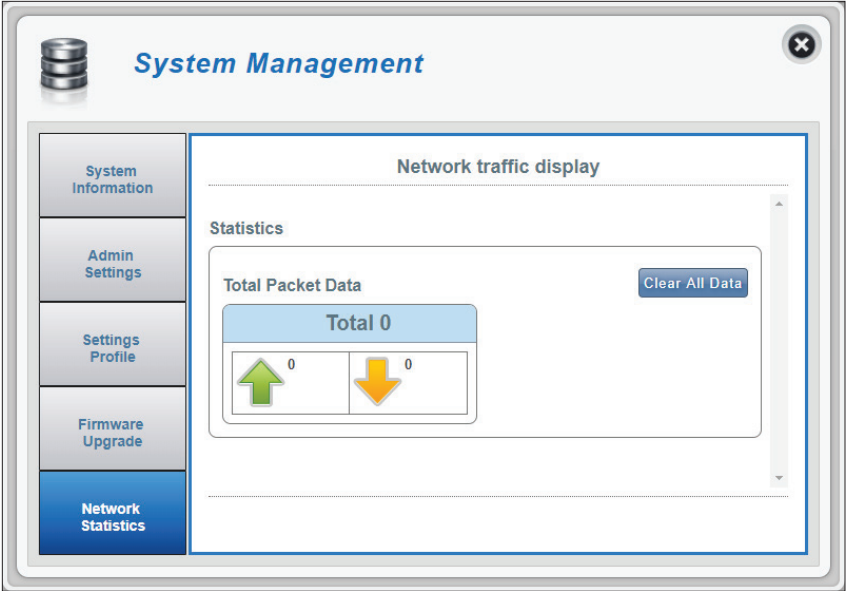 System Management
System
Information
Admin
Settings
Settings
Profile
Firmware
Upgrade
Network
Statistics
Network traffic display
Statistics
Total Packet Data
Clear All Data
Total 0
0
0